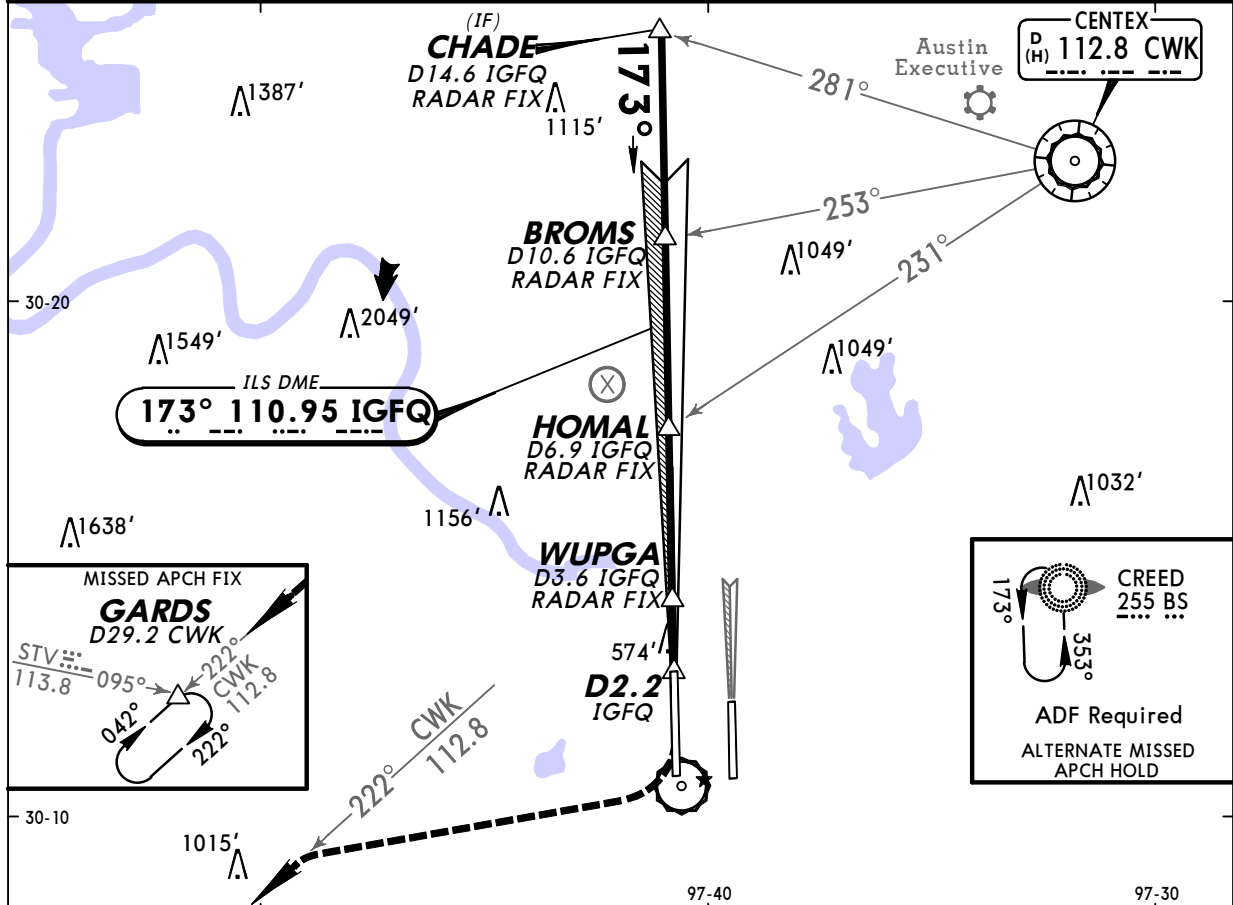 (IF)
CHADE
D14.6 IGFQ
RADAR FIX
173°
CENTEX
D
(H) 112.8 CWK
Austin
Executive
1387'
1115'
281°
253°
231°
BROMS
D10.6 IGFQ
RADAR FIX
1049'
30-20
2049'
1549'
1049'
ILS DME
173° 110.95 IGFQ
HOMAL
D6.9 IGFQ
RADAR FIX
X
1156'
1032'
1638'
WUPGA
D3.6 IGFQ
RADAR FIX
574'
D2.2
IGFQ
MISSED APCH FIX
GARDS
D29.2 CWK
STV
113.8
095°
222°
CWK
112.8
042°
222°
222°
CWK
112.8
CREED
255 BS
173°
353°
ADF Required
ALTERNATE MISSED
APCH HOLD
30-10
1015'
97-40
97-30